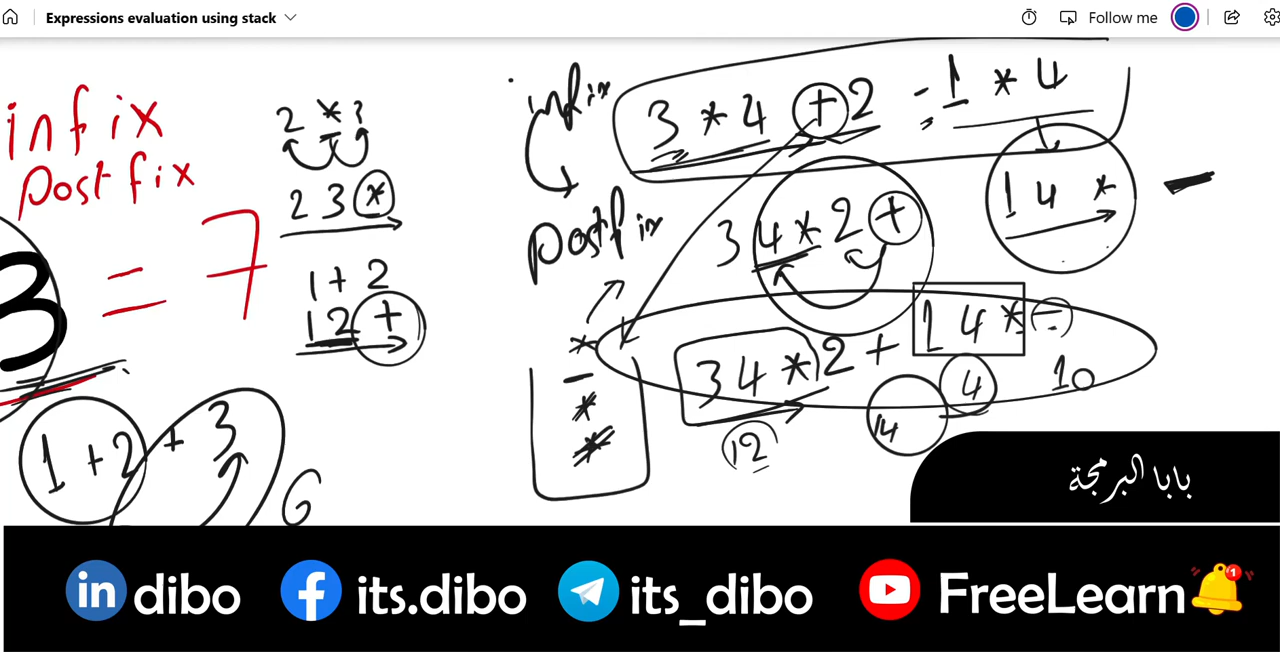 Expressions evaluation using stack
Follow me
infix
postfix
= 7
1 + 2 + 3
6
2 * 3
2 3 *
1 + 2
1 2 +
infix
postfix
3 * 4 + 2 - 1 * 4
1 4 * -
3 4 * 2 +
3 4 * 2 + 1 4 * -
12
14
4
10
*
-
*
*
بابا البرمجة
in dibo
its.dibo
its_dibo
FreeLearn
1